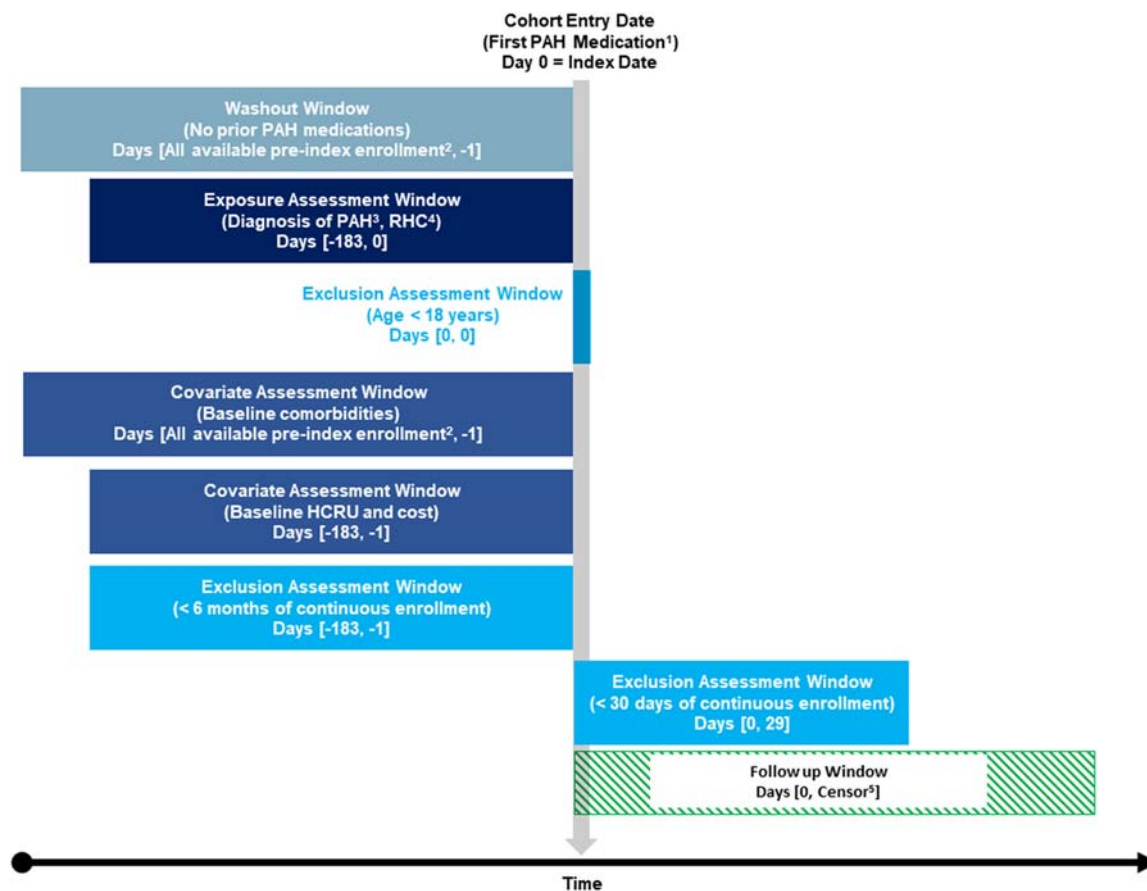 Cohort Entry Date
(First PAH Medication¹)
Day 0 = Index Date
Washout Window
(No prior PAH medications)
Days [All available pre-index enrollment², -1]
Exposure Assessment Window
(Diagnosis of PAH³, RHC⁴)
Days [-183, 0]
Exclusion Assessment Window
(Age < 18 years)
Days [0, 0]
Covariate Assessment Window
(Baseline comorbidities)
Days [All available pre-index enrollment², -1]
Covariate Assessment Window
(Baseline HCRU and cost)
Days [-183, -1]
Exclusion Assessment Window
(< 6 months of continuous enrollment)
Days [-183, -1]
Exclusion Assessment Window
(< 30 days of continuous enrollment)
Days [0, 29]
Follow up Window
Days [0, Censor⁵]
Time